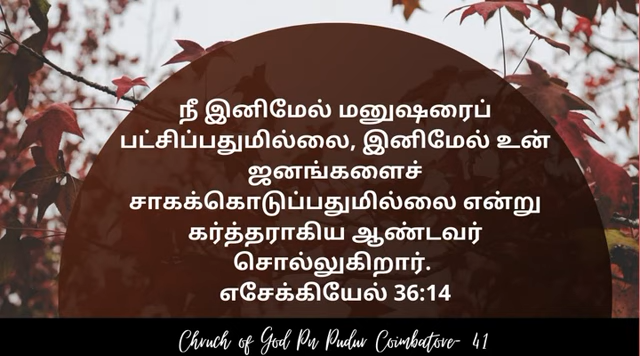 நீ இனிமேல் மனுஷரைப்
பட்சிப்பதுமில்லை, இனிமேல் உன்
ஜனங்களைச்
சாகக்கொடுப்பதுமில்லை என்று
கர்த்தராகிய ஆண்டவர்
சொல்லுகிறார்.
எசேக்கியேல் 36:14
Chruch of God Pn Pudur Coimbatore- 41